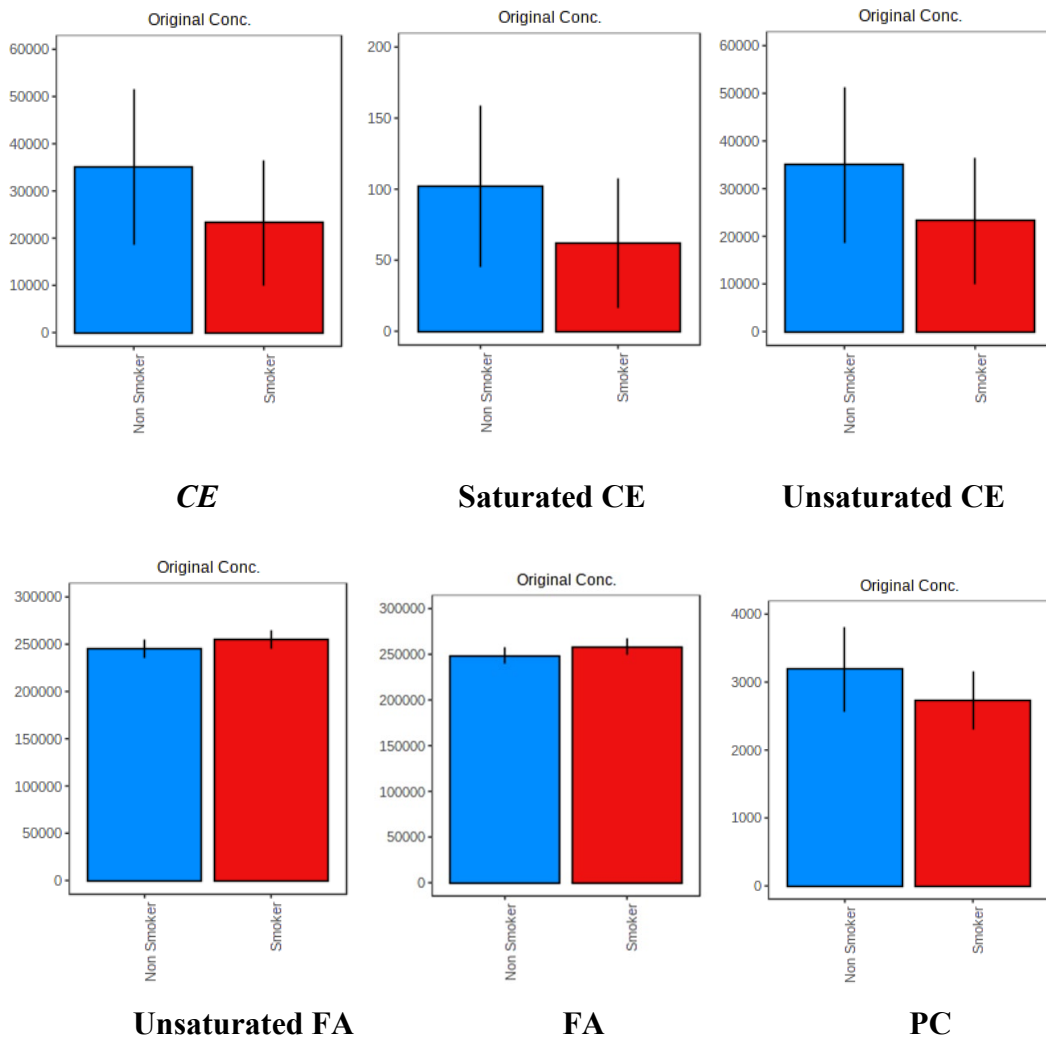 Original Conc.
60000
50000
40000
30000
20000
10000
0
Non Smoker
Smoker
CE
Original Conc.
200
150
100
50
0
Non Smoker
Smoker
Saturated CE
Original Conc.
60000
50000
40000
30000
20000
10000
0
Non Smoker
Smoker
Unsaturated CE
Original Conc.
300000
250000
200000
150000
100000
50000
0
Non Smoker
Smoker
Unsaturated FA
Original Conc.
300000
250000
200000
150000
100000
50000
0
Non Smoker
Smoker
FA
Original Conc.
4000
3000
2000
1000
0
Non Smoker
Smoker
PC